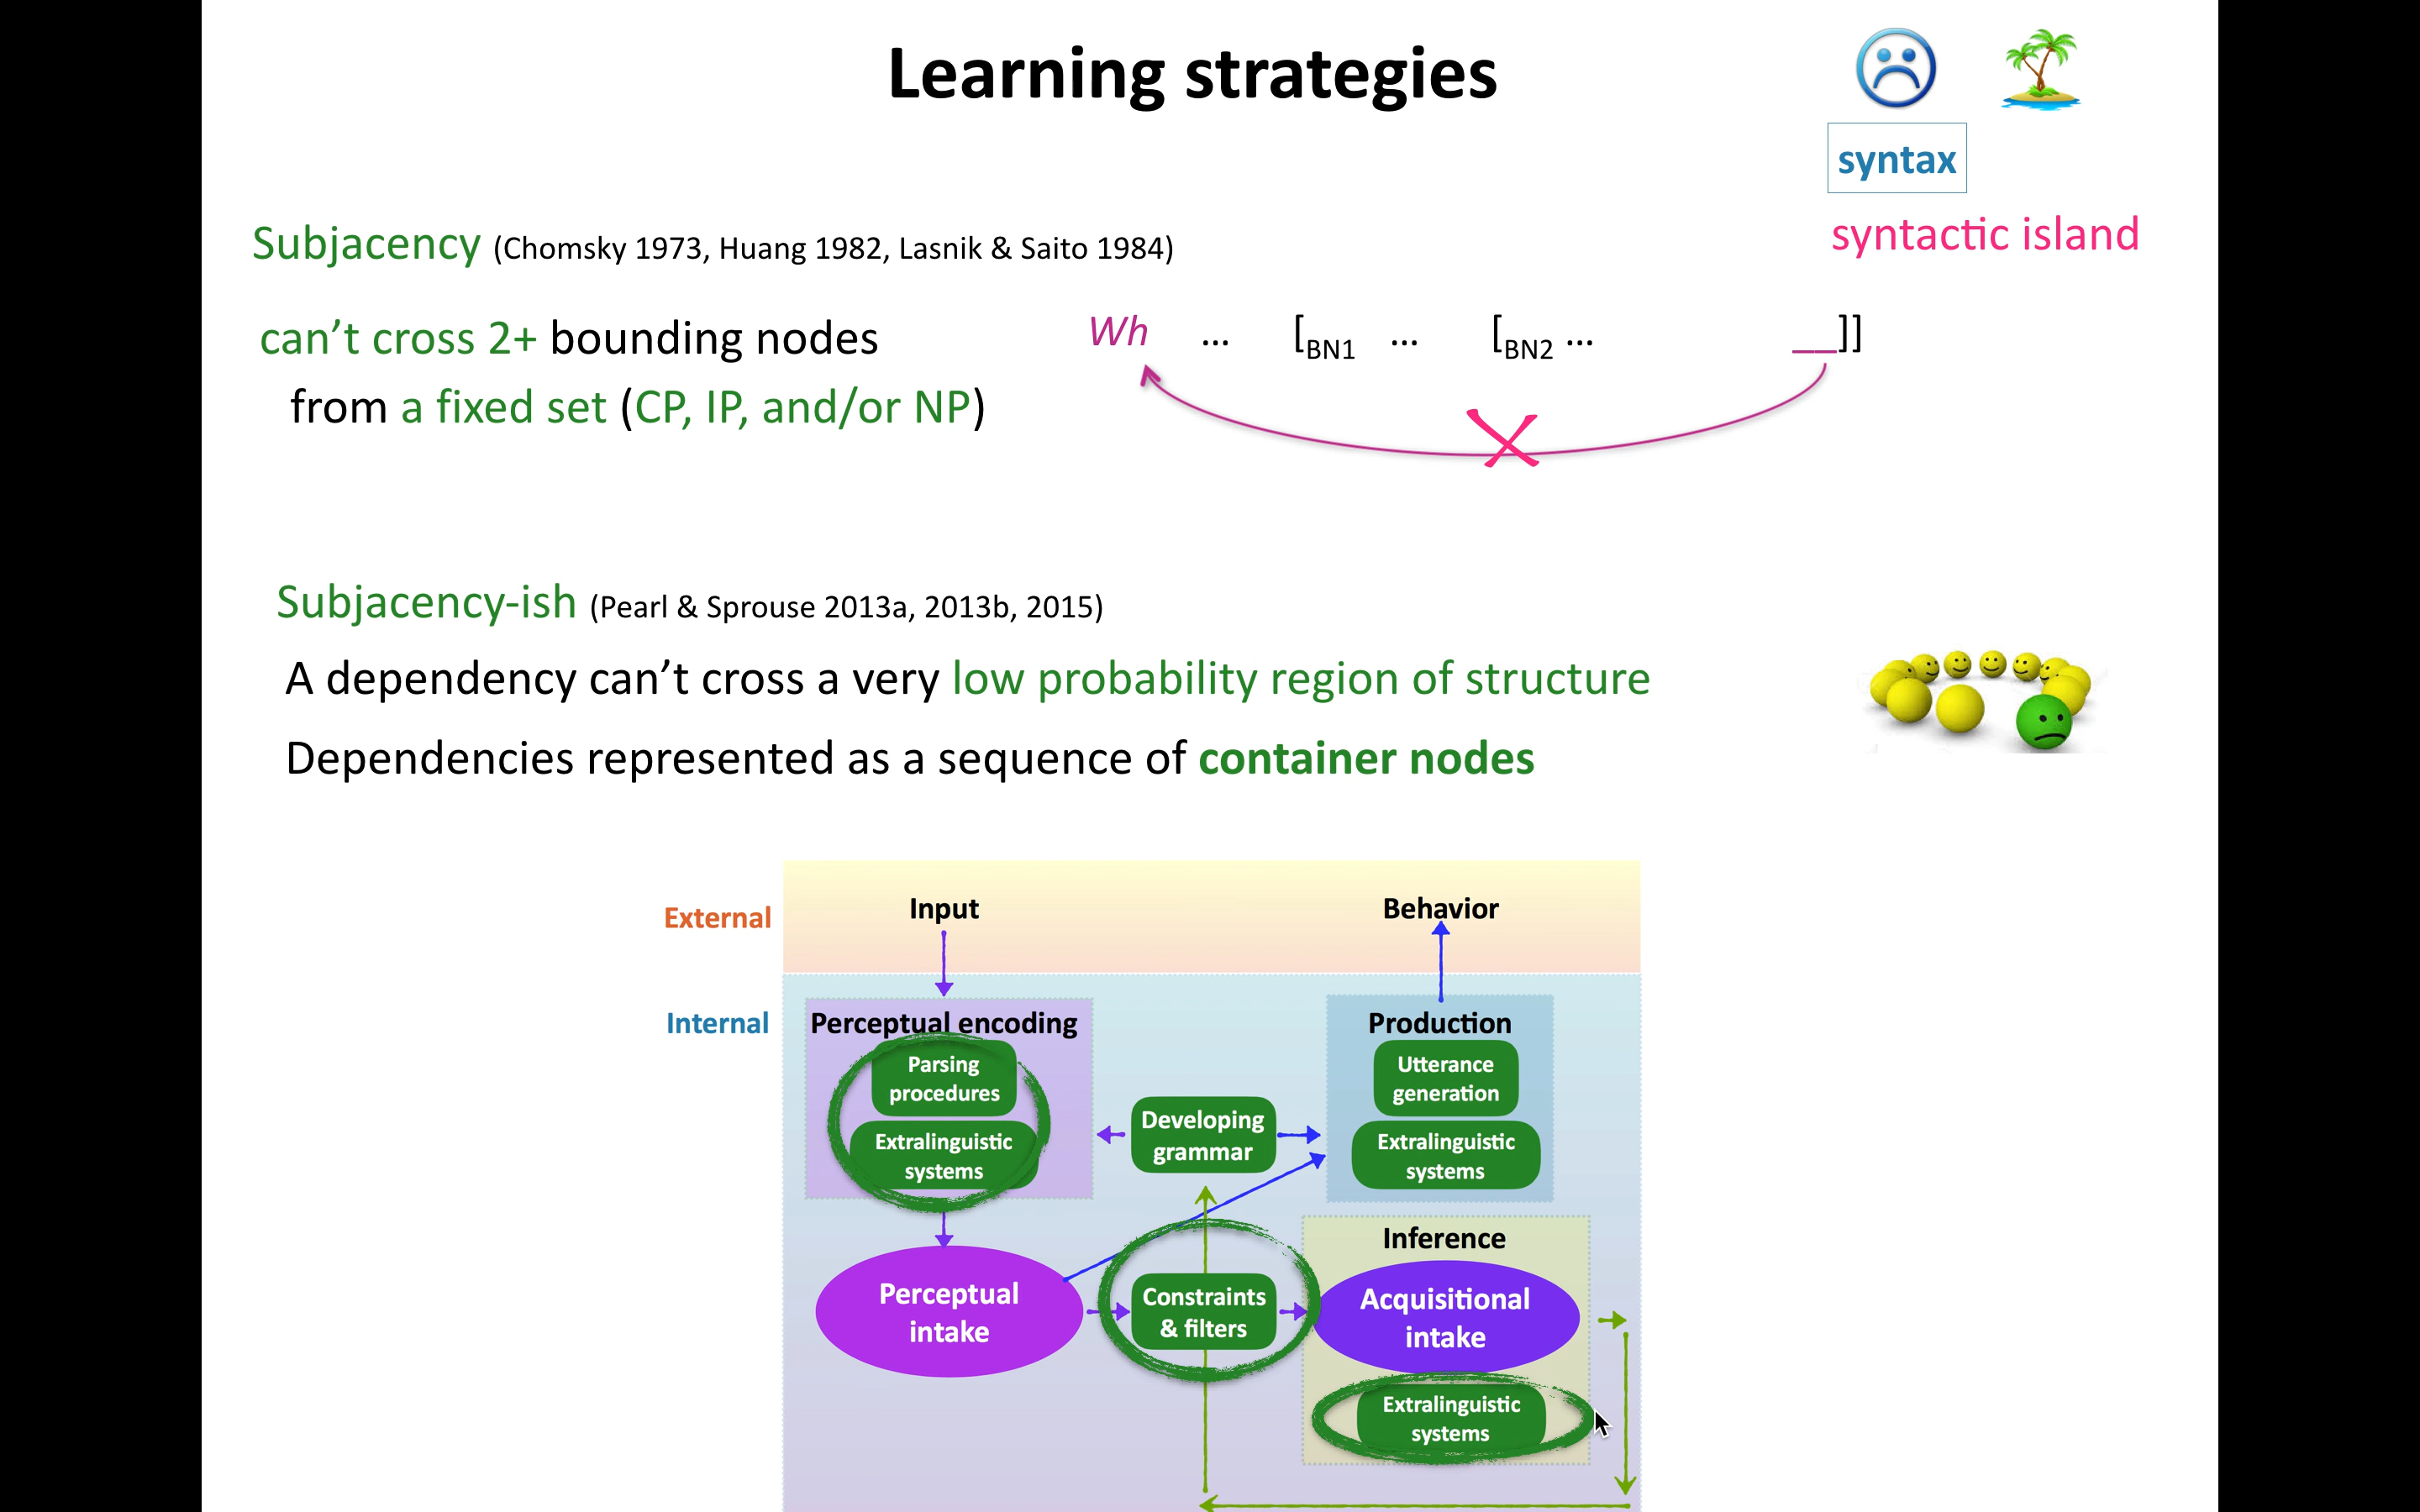 Learning strategies
syntax
syntactic island
Subjacency (Chomsky 1973, Huang 1982, Lasnik & Saito 1984)
can’t cross 2+ bounding nodes
from a fixed set (CP, IP, and/or NP)
Wh ... [BN1 ... [BN2 ... __]]
Subjacency-ish (Pearl & Sprouse 2013a, 2013b, 2015)
A dependency can’t cross a very low probability region of structure
Dependencies represented as a sequence of container nodes
External
Input
Behavior
Internal
Perceptual encoding
Parsing
procedures
Extralinguistic
systems
Developing
grammar
Production
Utterance
generation
Extralinguistic
systems
Perceptual
intake
Constraints
& filters
Inference
Acquisitional
intake
Extralinguistic
systems